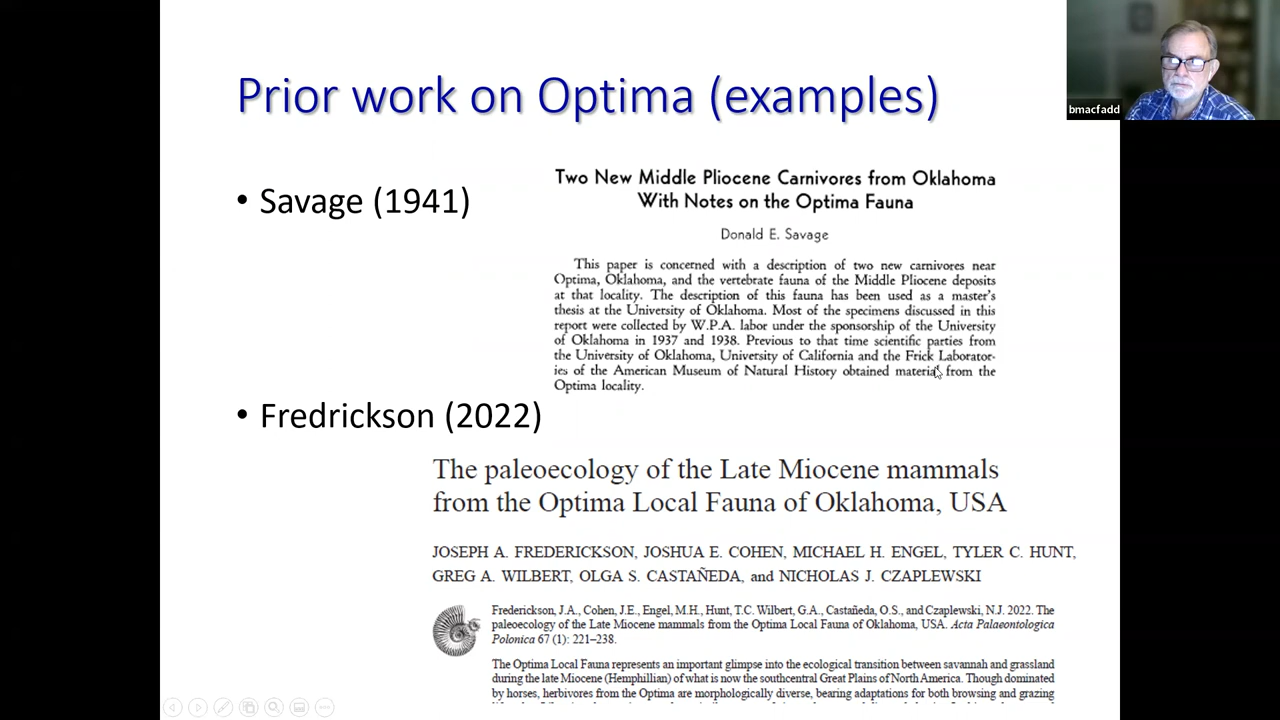 Prior work on Optima (examples)
bmacfadd
• Savage (1941)
Two New Middle Pliocene Carnivores from Oklahoma
With Notes on the Optima Fauna
Donald E. Savage
This paper is concerned with a description of two new carnivores near
Optima, Oklahoma, and the vertebrate fauna of the Middle Pliocene deposits
at that locality. The description of this fauna has been used as a master's
thesis at the University of Oklahoma. Most of the specimens discussed in this
report were collected by W.P.A. labor under the sponsorship of the University
of Oklahoma in 1937 and 1938. Previous to that time scientific parties from
the University of Oklahoma, University of California and the Frick Laborator-
ies of the American Museum of Natural History obtained material from the
Optima locality.
• Fredrickson (2022)
The paleoecology of the Late Miocene mammals
from the Optima Local Fauna of Oklahoma, USA
JOSEPH A. FREDERICKSON, JOSHUA E. COHEN, MICHAEL H. ENGEL, TYLER C. HUNT,
GREG A. WILBERT, OLGA S. CASTAÑEDA, and NICHOLAS J. CZAPLEWSKI
Frederickson, J.A., Cohen, J.E., Engel, M.H., Hunt, T.C. Wilbert, G.A., Castañeda, O.S., and Czaplewski, N.J. 2022. The
paleoecology of the Late Miocene mammals from the Optima Local Fauna of Oklahoma, USA. Acta Palaeontologica
Polonica 67 (1): 221–238.
The Optima Local Fauna represents an important glimpse into the ecological transition between savannah and grassland
during the late Miocene (Hemphillian) of what is now the southcentral Great Plains of North America. Though dominated
by horses, herbivores from the Optima are morphologically diverse, bearing adaptations for both browsing and grazing